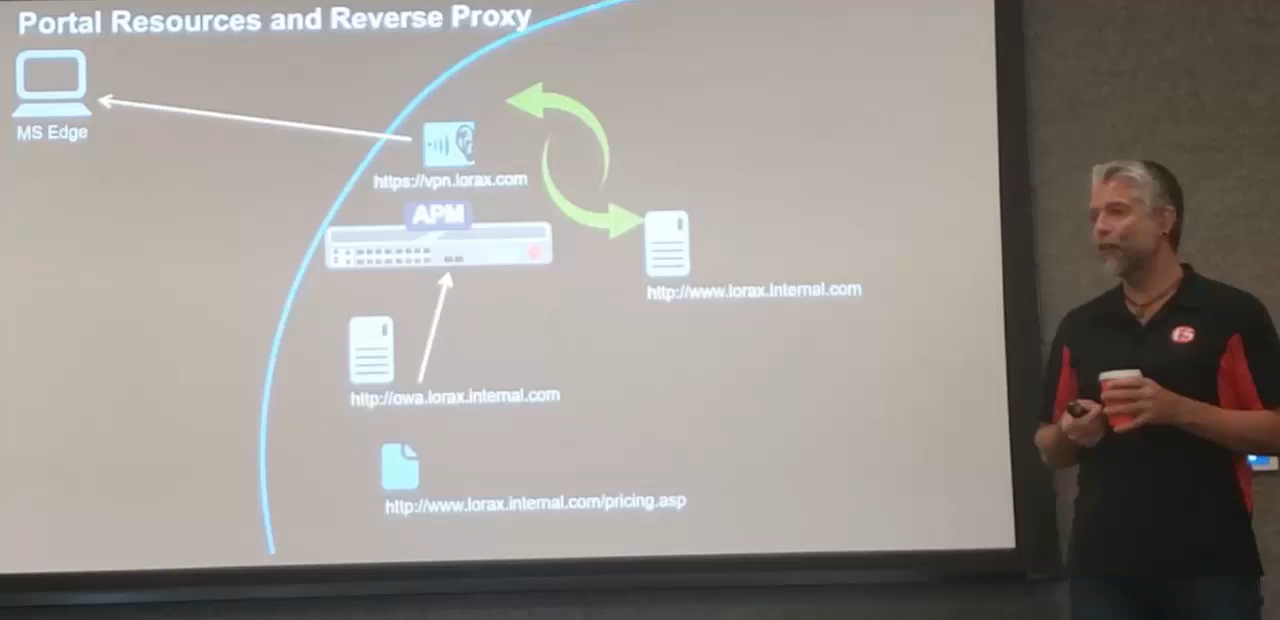 Portal Resources and Reverse Proxy
MS Edge
https://vpn.lorax.com
APM
http://www.lorax.internal.com
http://owa.lorax.internal.com
http://www.lorax.internal.com/pricing.asp
f5